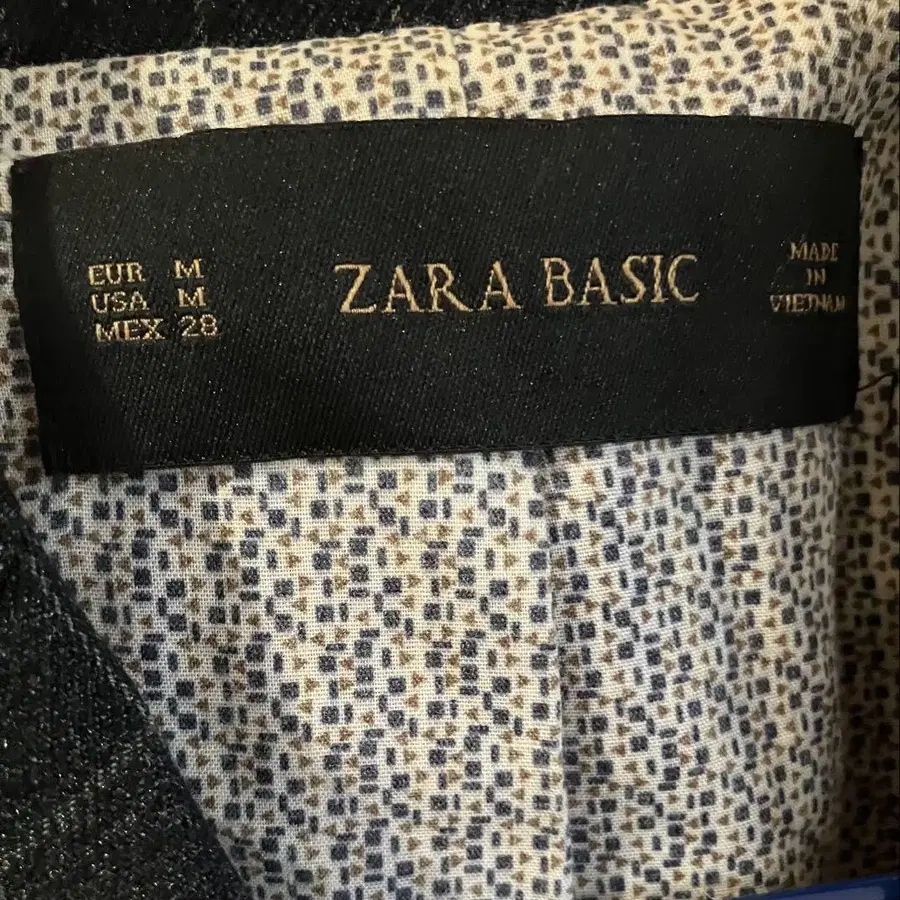 EUR M
USA M
MEX 28
ZARA BASIC
MADE
IN
VIETNAM